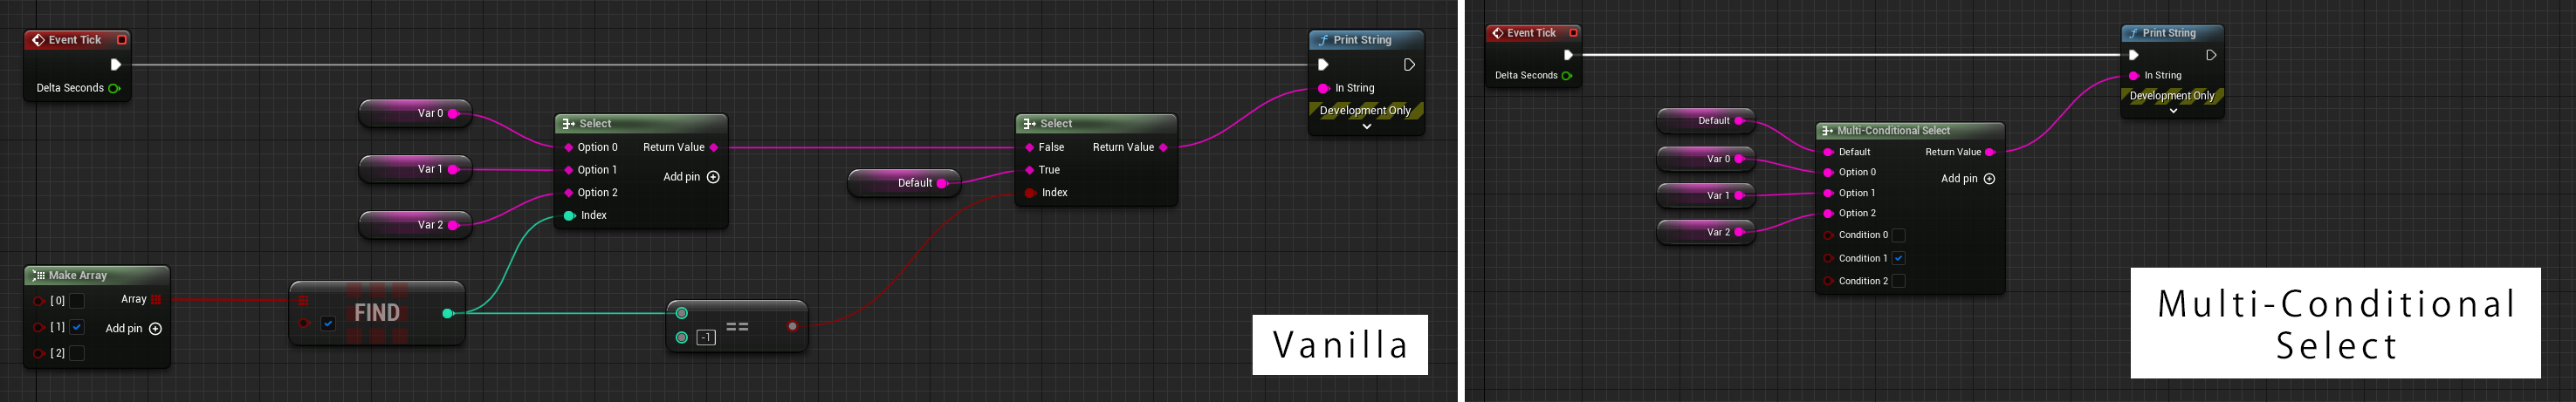 Event Tick
Delta Seconds
Print String
In String
Development Only
Var 0
Var 1
Var 2
Select
Option 0
Return Value
Option 1
Add pin
Option 2
Index
Default
Select
False
Return Value
True
Index
Make Array
[0]
Array
[1]
Add pin
[2]
FIND
==
-1
Vanilla
Event Tick
Delta Seconds
Print String
In String
Development Only
Default
Var 0
Var 1
Var 2
Multi-Conditional Select
Default
Return Value
Option 0
Add pin
Option 1
Option 2
Condition 0
Condition 1
Condition 2
Multi-Conditional
Select